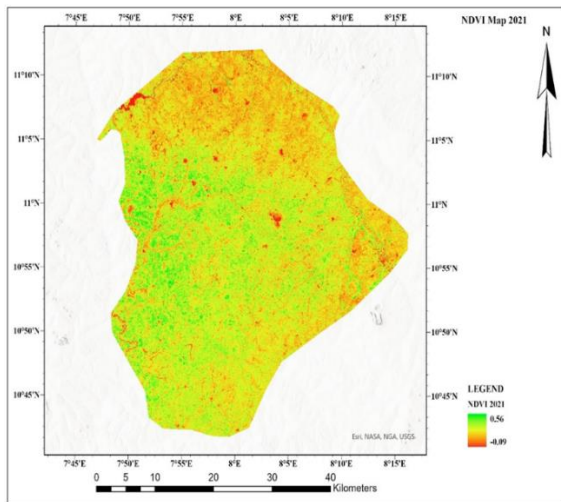 NDVI Map 2021
N
7°45'E 7°50'E 7°55'E 8°E 8°5'E 8°10'E 8°15'E
11°10'N 11°10'N
11°5'N 11°5'N
11°N 11°N
10°55'N 10°55'N
10°50'N 10°50'N
10°45'N 10°45'N
LEGEND
NDVI 2021
0.56
-0.09
Esri, NASA, NGA, USGS
7°45'E 7°50'E 7°55'E 8°E 8°5'E 8°10'E 8°15'E
0 5 10 20 30 40
Kilometers